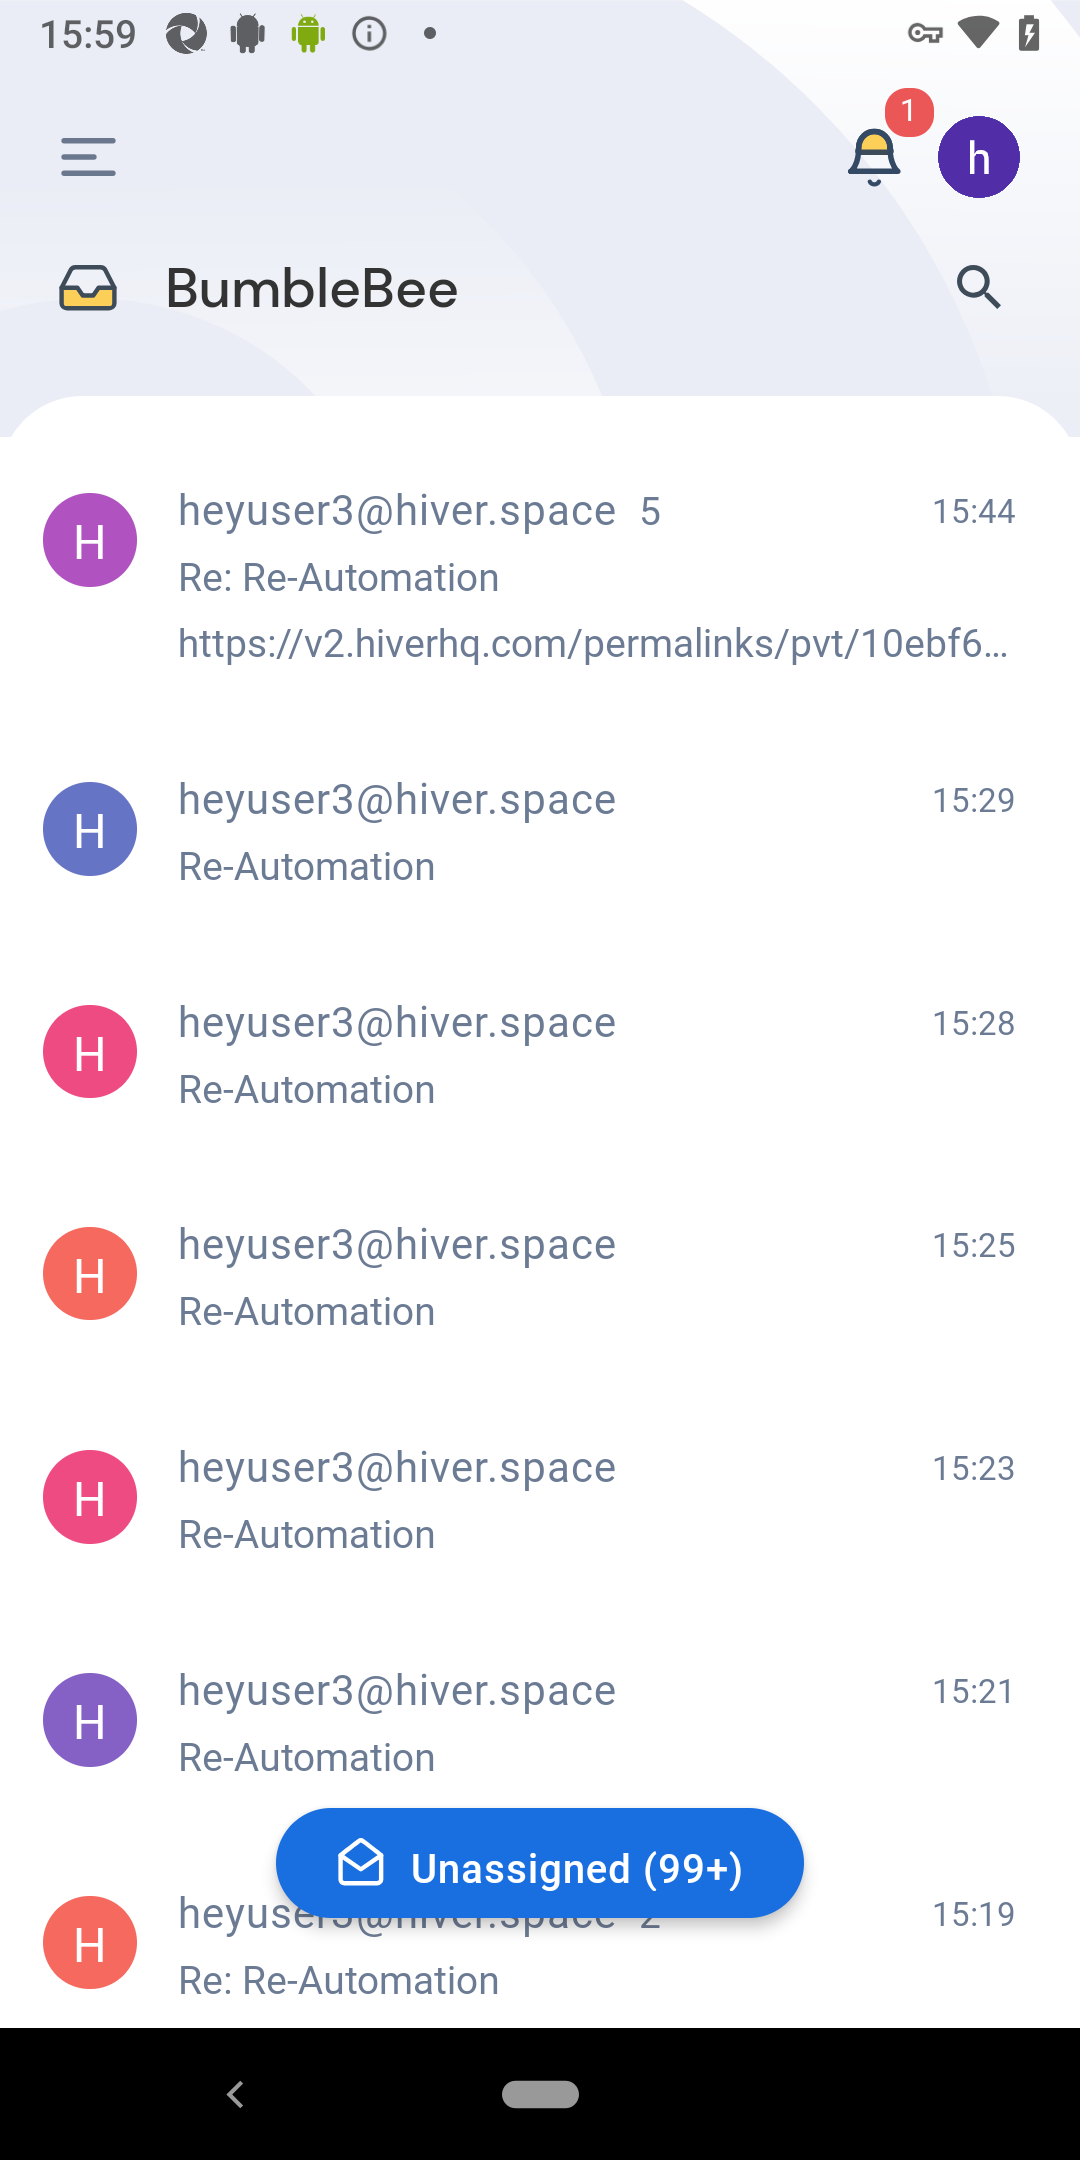 15:59
1
h
BumbleBee
H
heyuser3@hiver.space 5
15:44
Re: Re-Automation
https://v2.hiverhq.com/permalinks/pvt/10ebf6...
H
heyuser3@hiver.space
15:29
Re-Automation
H
heyuser3@hiver.space
15:28
Re-Automation
H
heyuser3@hiver.space
15:25
Re-Automation
H
heyuser3@hiver.space
15:23
Re-Automation
H
heyuser3@hiver.space
15:21
Re-Automation
Unassigned (99+)
H
heyuser3@hiver.space 2
15:19
Re: Re-Automation